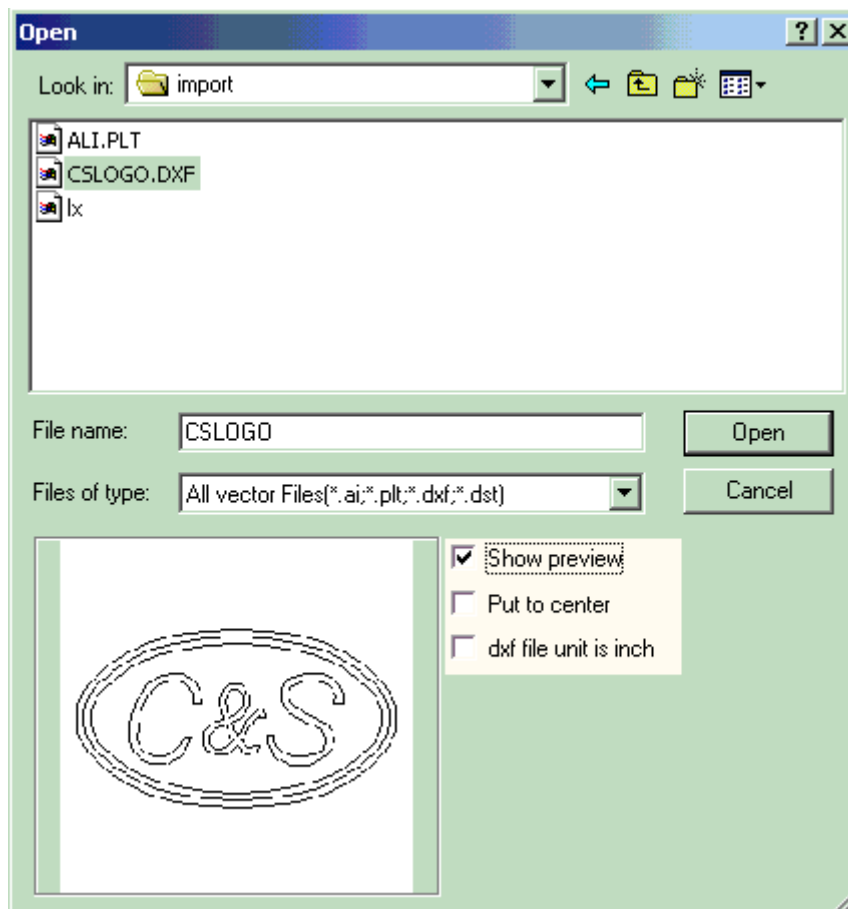 Open
Look in: import
ALI.PLT
CSLOGO.DXF
lx
File name: CSLOGO Open
Files of type: All vector Files(*.ai;*.plt;*.dxf;*.dst) Cancel
Show preview
Put to center
dxf file unit is inch
C&S